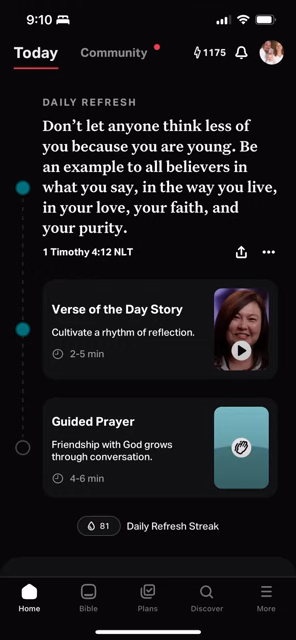 9:10
Today
Community
1175
DAILY REFRESH
Don't let anyone think less of
you because you are young. Be
an example to all believers in
what you say, in the way you live,
in your love, your faith, and
your purity.
1 Timothy 4:12 NLT
Verse of the Day Story
Cultivate a rhythm of reflection.
2-5 min
Guided Prayer
Friendship with God grows
through conversation.
4-6 min
81 Daily Refresh Streak
Home Bible Plans Discover More